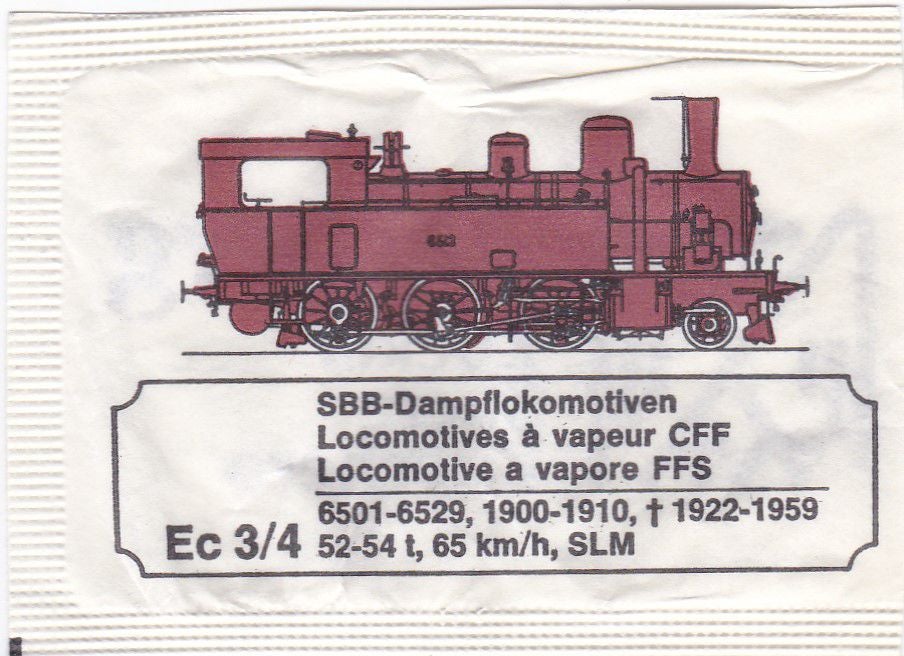 6513
SBB-Dampflokomotiven
Locomotives à vapeur CFF
Locomotive a vapore FFS
6501-6529, 1900-1910, † 1922-1959
Ec 3/4 52-54 t, 65 km/h, SLM